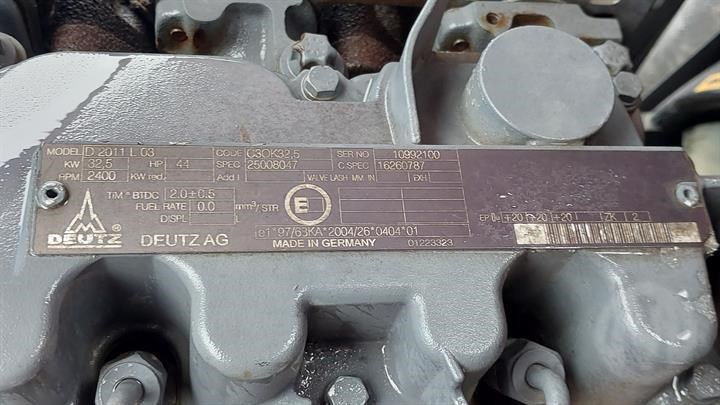 MODEL D 2011 L 03 CODE C3OK32,5 SER NO 10992100
KW 32,5 HP 44 SPEC 25008047 C.SPEC 16260787
RPM 2400 KW red. Add I VALVE LASH MM IN EXH
TIM ° BTDC 2.0±0.5
FUEL RATE 0.0 mm³/STR
DISPL
E
EP +20 +20 +20 ZK 2
DEUTZ ® DEUTZ AG
e1*97/68KA*2004/26*0404*01
MADE IN GERMANY 01223323